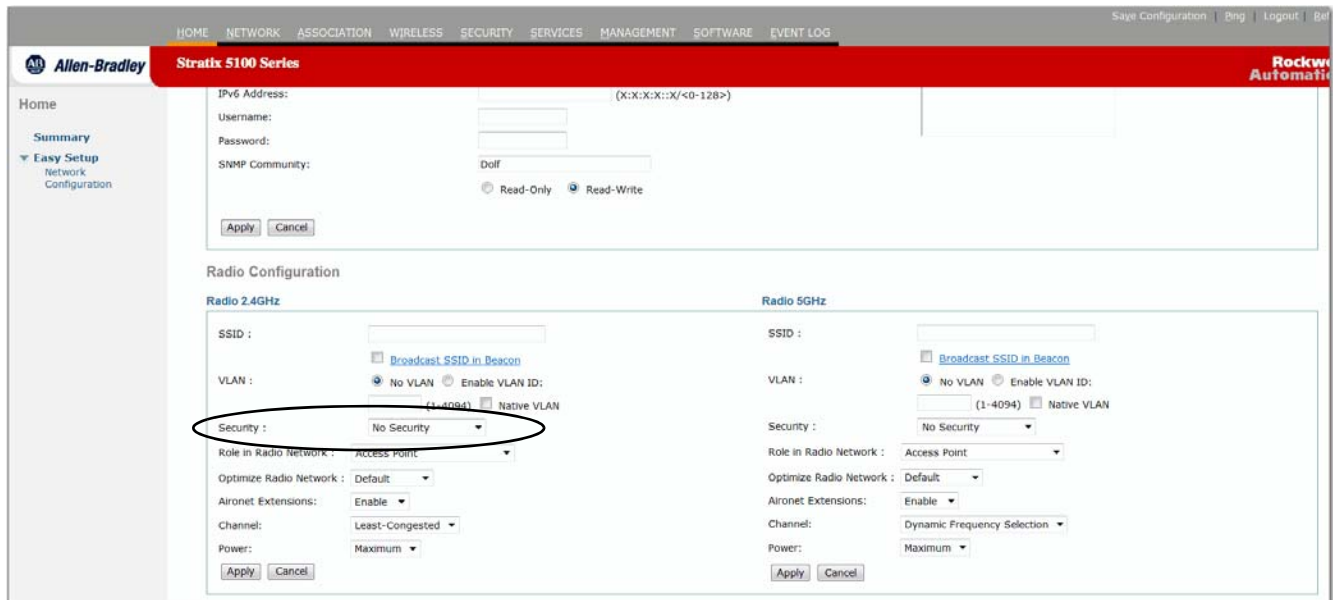 Save Configuration | Ping | Logout |
HOME NETWORK ASSOCIATION WIRELESS SECURITY SERVICES MANAGEMENT SOFTWARE EVENT LOG
AB Allen-Bradley
Stratix 5100 Series
Home
Summary
Easy Setup
Network
Configuration
IPv6 Address: (X:X:X:X::X/<0-128>)
Username:
Password:
SNMP Community: Dolf
Read-Only Read-Write
Apply Cancel
Radio Configuration
Radio 2.4GHz
SSID :
Broadcast SSID in Beacon
VLAN : No VLAN Enable VLAN ID:
(1-4094) Native VLAN
Security : No Security
Role in Radio Network : Access Point
Optimize Radio Network : Default
Aironet Extensions: Enable
Channel: Least-Congested
Power: Maximum
Apply Cancel
Radio 5GHz
SSID :
Broadcast SSID in Beacon
VLAN : No VLAN Enable VLAN ID:
(1-4094) Native VLAN
Security : No Security
Role in Radio Network : Access Point
Optimize Radio Network : Default
Aironet Extensions: Enable
Channel: Dynamic Frequency Selection
Power: Maximum
Apply Cancel